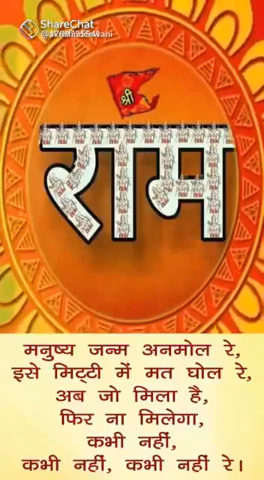 ShareChat
श्री
राम
मनुष्य जन्म अनमोल रे,
इसे मिट्टी में मत घोल रे,
अब जो मिला है,
फिर ना मिलेगा,
कभी नहीं,
कभी नहीं, कभी नहीं रे।